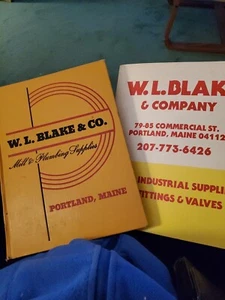 W. L. BLAKE & CO.
Mill & Plumbing Supplies
PORTLAND, MAINE
W.L. BLAK
& COMPANY
79-85 COMMERCIAL ST.
PORTLAND, MAINE 04112
207-773-6426
INDUSTRIAL SUPPLI
FITTINGS & VALVES